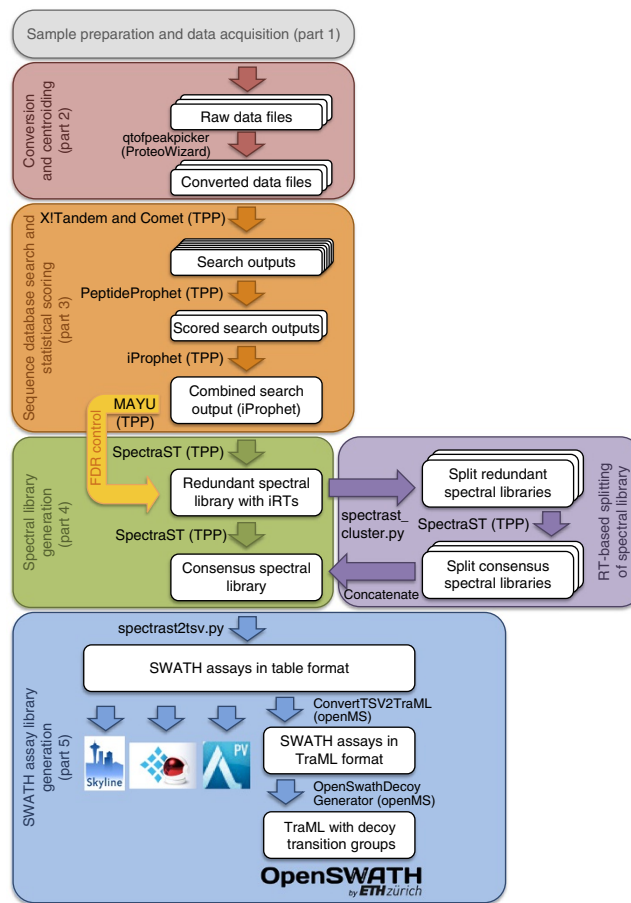 Sample preparation and data acquisition (part 1)
Conversion
and centroiding
(part 2)
Raw data files
qtofpeakpicker
(ProteoWizard)
Converted data files
Sequence database search and
statistical scoring
(part 3)
X!Tandem and Comet (TPP)
Search outputs
PeptideProphet (TPP)
Scored search outputs
iProphet (TPP)
Combined search
output (iProphet)
MAYU
(TPP)
FDR control
Spectral library
generation
(part 4)
SpectraST (TPP)
Redundant spectral
library with iRTs
SpectraST (TPP)
Consensus spectral
library
spectrast_
cluster.py
Split redundant
spectral libraries
SpectraST (TPP)
Split consensus
spectral libraries
Concatenate
RT-based splitting
of spectral library
SWATH assay library
generation
(part 5)
spectrast2tsv.py
SWATH assays in table format
Skyline
PV
ConvertTSV2TraML
(openMS)
SWATH assays in
TraML format
OpenSwathDecoy
Generator (openMS)
TraML with decoy
transition groups
OpenSWATH
by ETHzürich